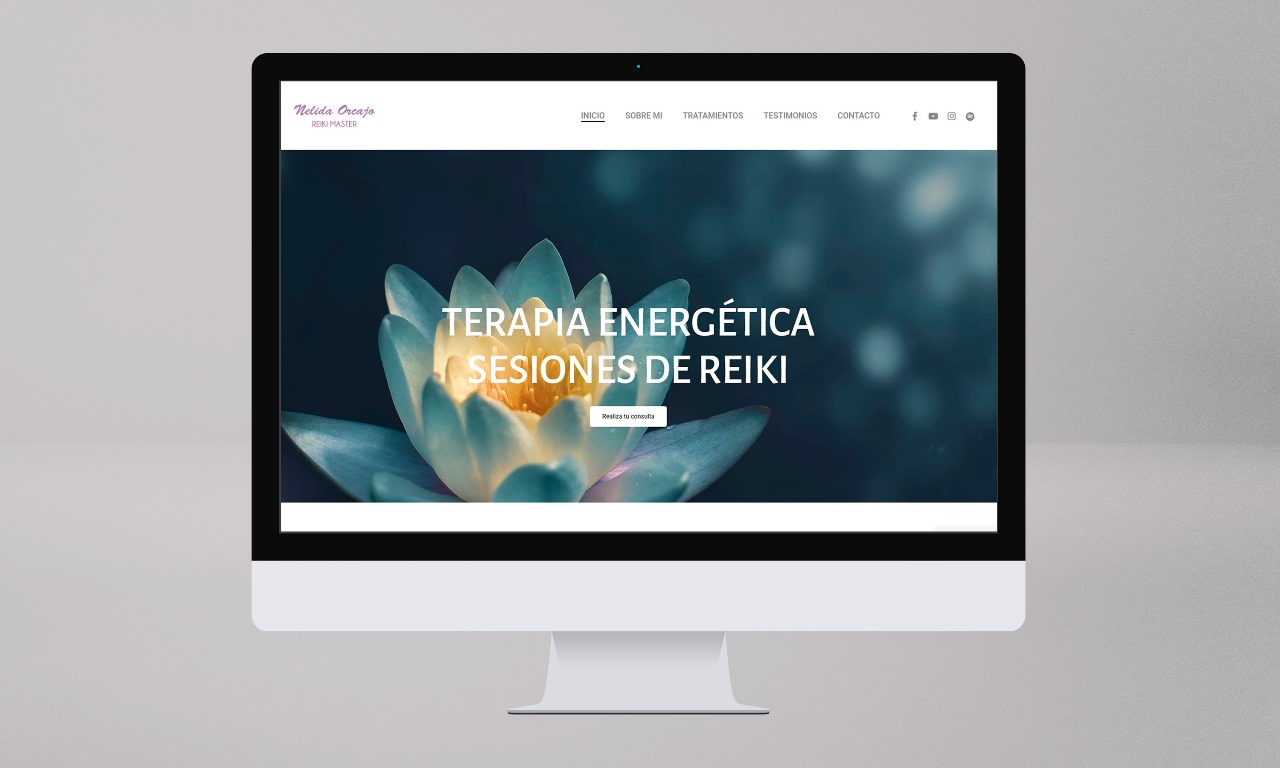 Nelida Orcajo
REIKI MASTER
INICIO SOBRE MI TRATAMIENTOS TESTIMONIOS CONTACTO
TERAPIA ENERGÉTICA
SESIONES DE REIKI
Realiza tu consulta